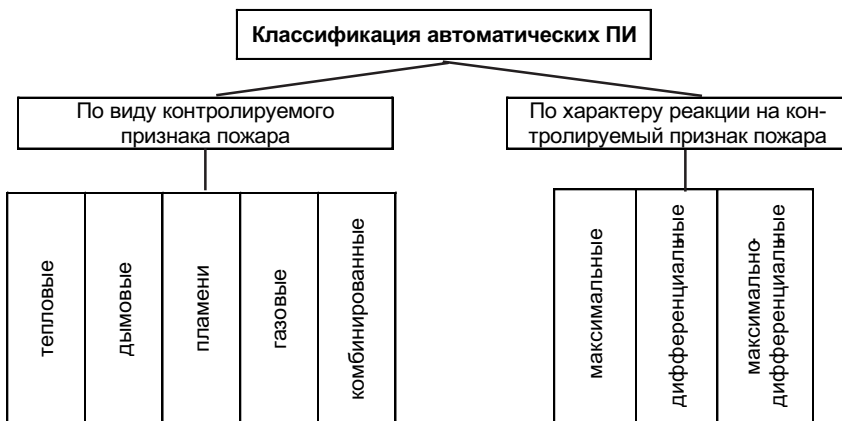 Классификация автоматических ПИ
По виду контролируемого
признака пожара
По характеру реакции на кон-
тролируемый признак пожара
тепловые
дымовые
пламени
газовые
комбинированные
максимальные
дифференциальные
максимально-
дифференциальные